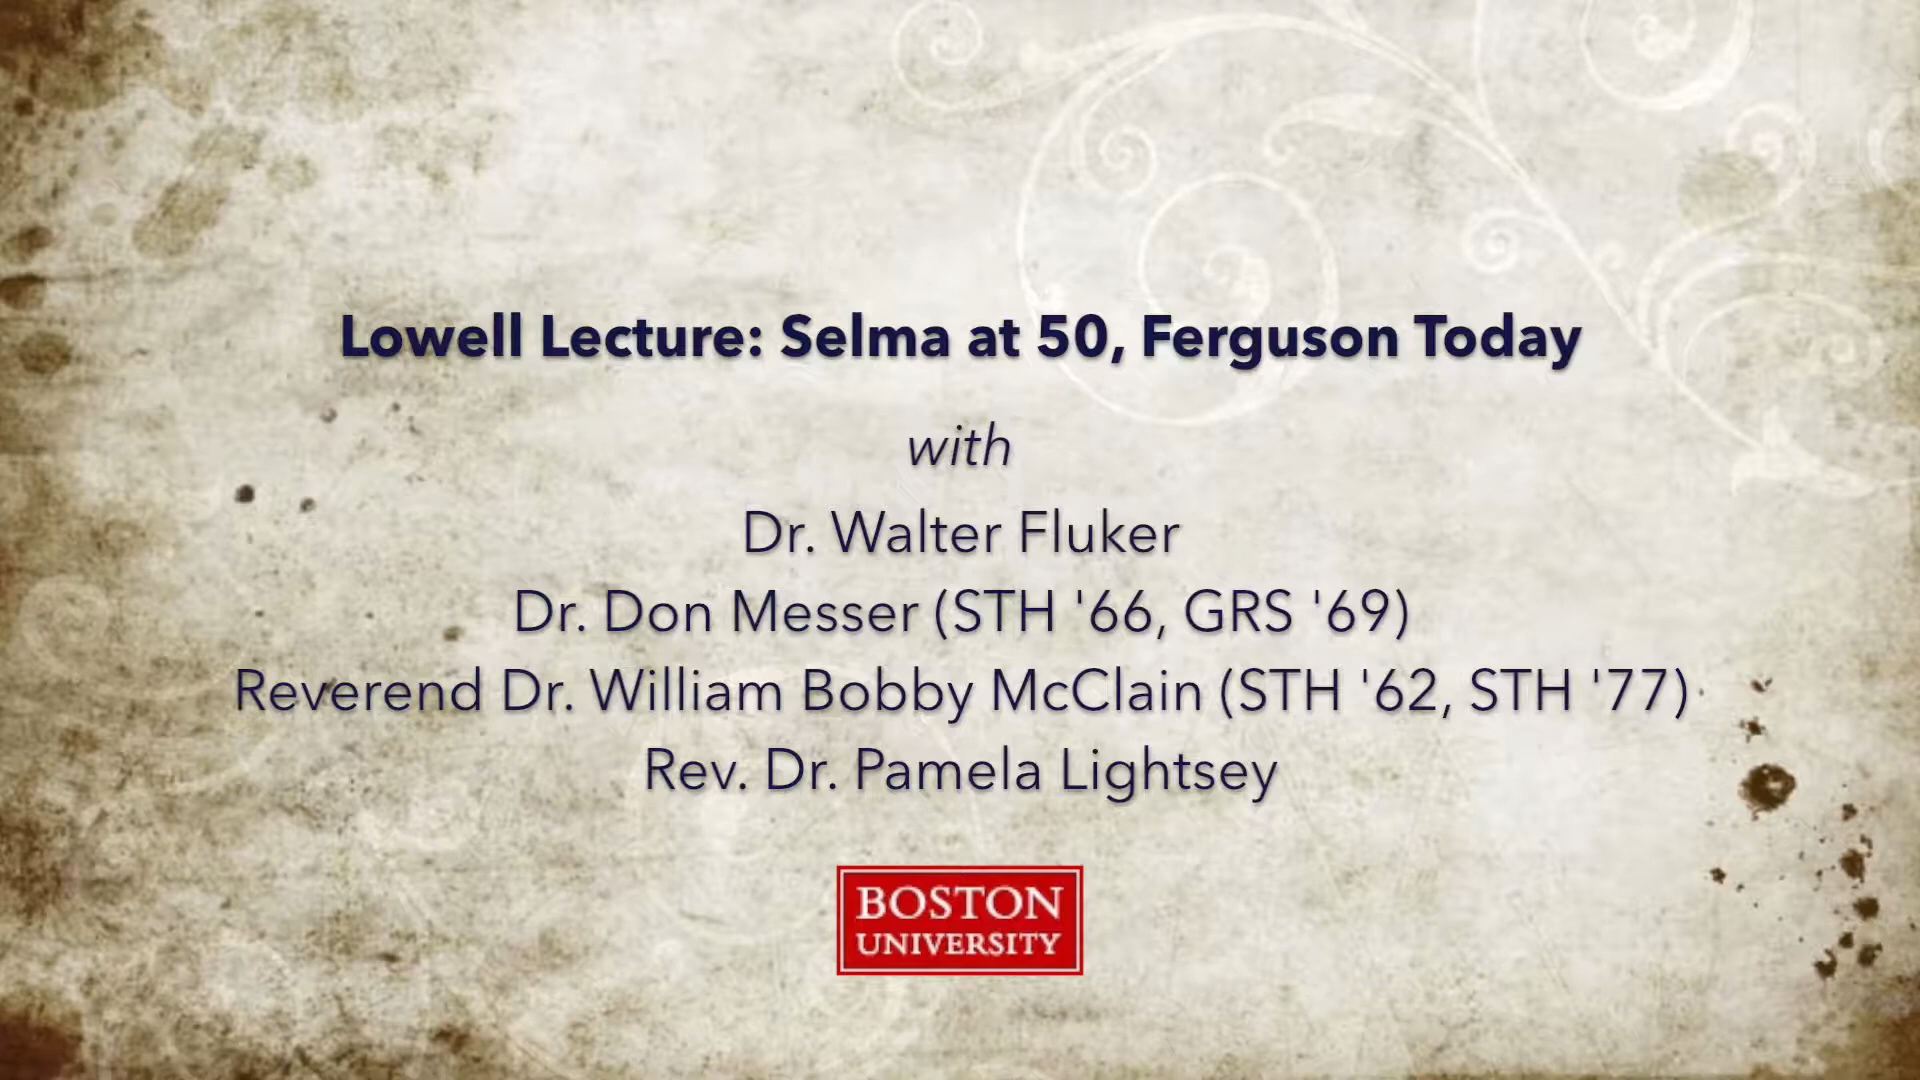 Lowell Lecture: Selma at 50, Ferguson Today
with
Dr. Walter Fluker
Dr. Don Messer (STH '66, GRS '69)
Reverend Dr. William Bobby McClain (STH '62, STH '77)
Rev. Dr. Pamela Lightsey
BOSTON
UNIVERSITY